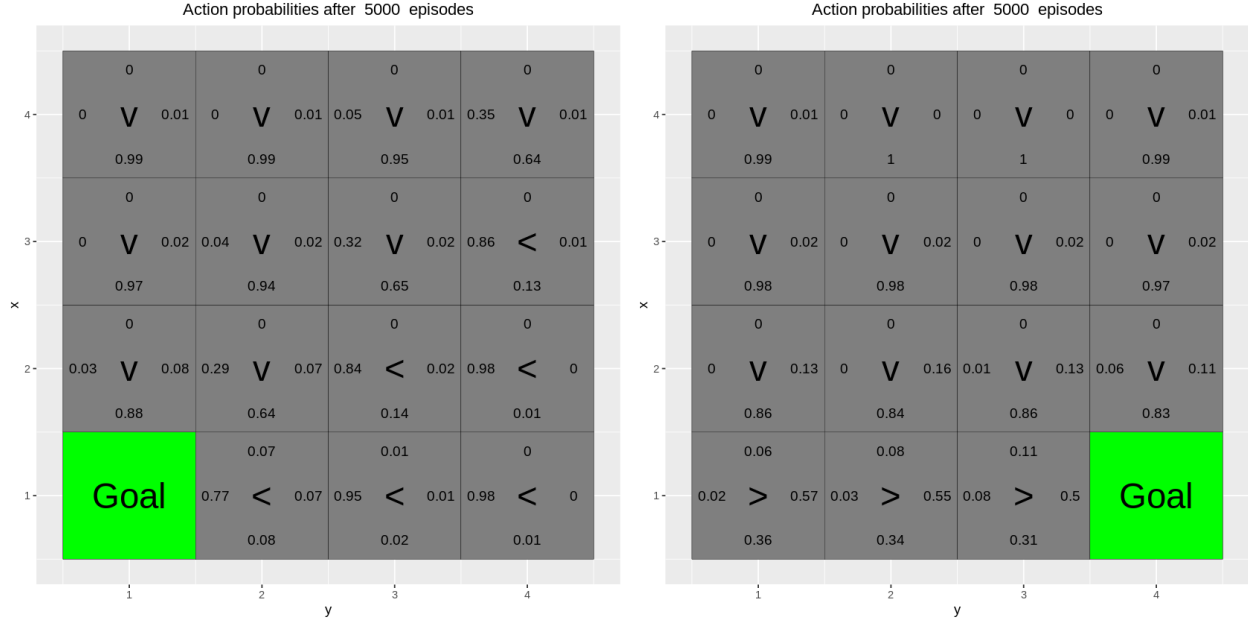 Action probabilities after 5000 episodes
0 0 0 0
4 0 V 0.01 0 V 0.01 0.05 V 0.01 0.35 V 0.01
0.99 0.99 0.95 0.64
0 0 0 0
3 0 V 0.02 0.04 V 0.02 0.32 V 0.02 0.86 < 0.01
0.97 0.94 0.65 0.13
x
0 0 0 0
2 0.03 V 0.08 0.29 V 0.07 0.84 < 0.02 0.98 < 0
0.88 0.64 0.14 0.01
0.07 0.01 0
1 Goal 0.77 < 0.07 0.95 < 0.01 0.98 < 0
0.08 0.02 0.01
1 2 3 4
y
Action probabilities after 5000 episodes
0 0 0 0
4 0 V 0.01 0 V 0 0 V 0 0 V 0.01
0.99 1 1 0.99
0 0 0 0
3 0 V 0.02 0 V 0.02 0 V 0.02 0 V 0.02
0.98 0.98 0.98 0.97
x
0 0 0 0
2 0 V 0.13 0 V 0.16 0.01 V 0.13 0.06 V 0.11
0.86 0.84 0.86 0.83
0.06 0.08 0.11
1 0.02 > 0.57 0.03 > 0.55 0.08 > 0.5 Goal
0.36 0.34 0.31
1 2 3 4
y